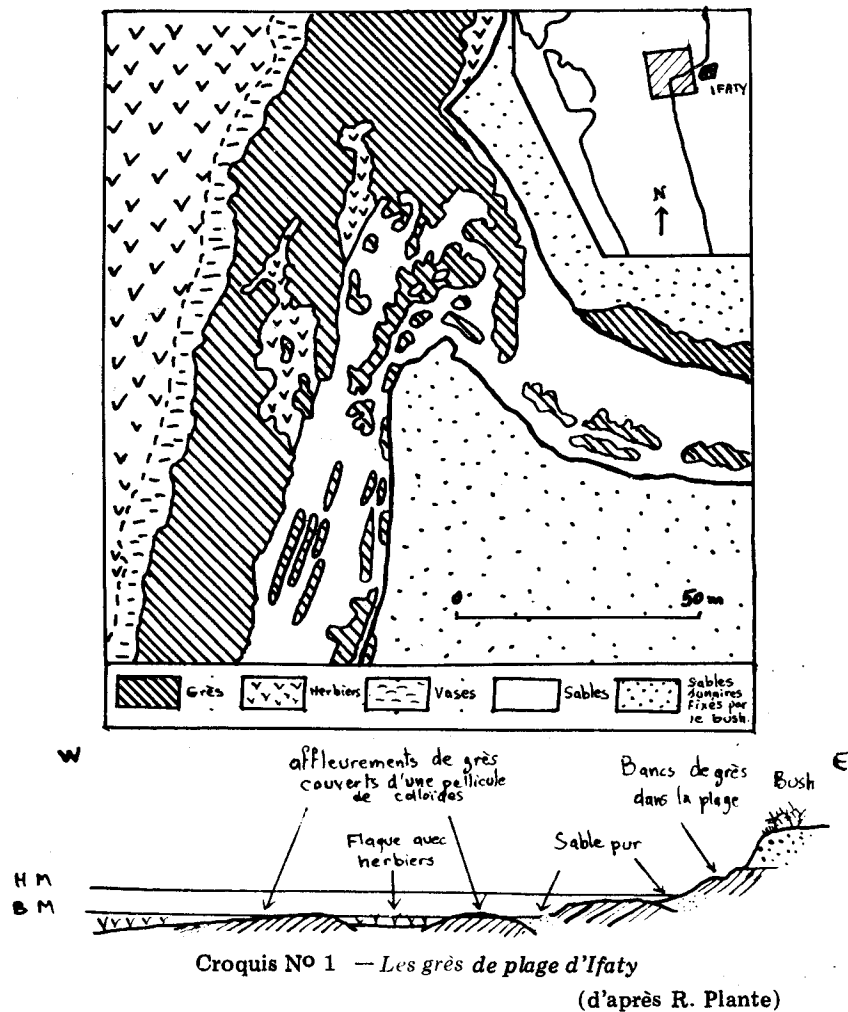 IFATY
N
0 50 m
Grès
Herbiers
Vases
Sables
Sables
dunaires
fixés par
le bush.
W
E
affleurements de grès
couverts d'une pellicule
de colloïdes
Bancs de grès
dans la plage
Bush
Flaque avec
herbiers
Sable pur
H M
B M
Croquis No 1 — Les grès de plage d'Ifaty
(d'après R. Plante)